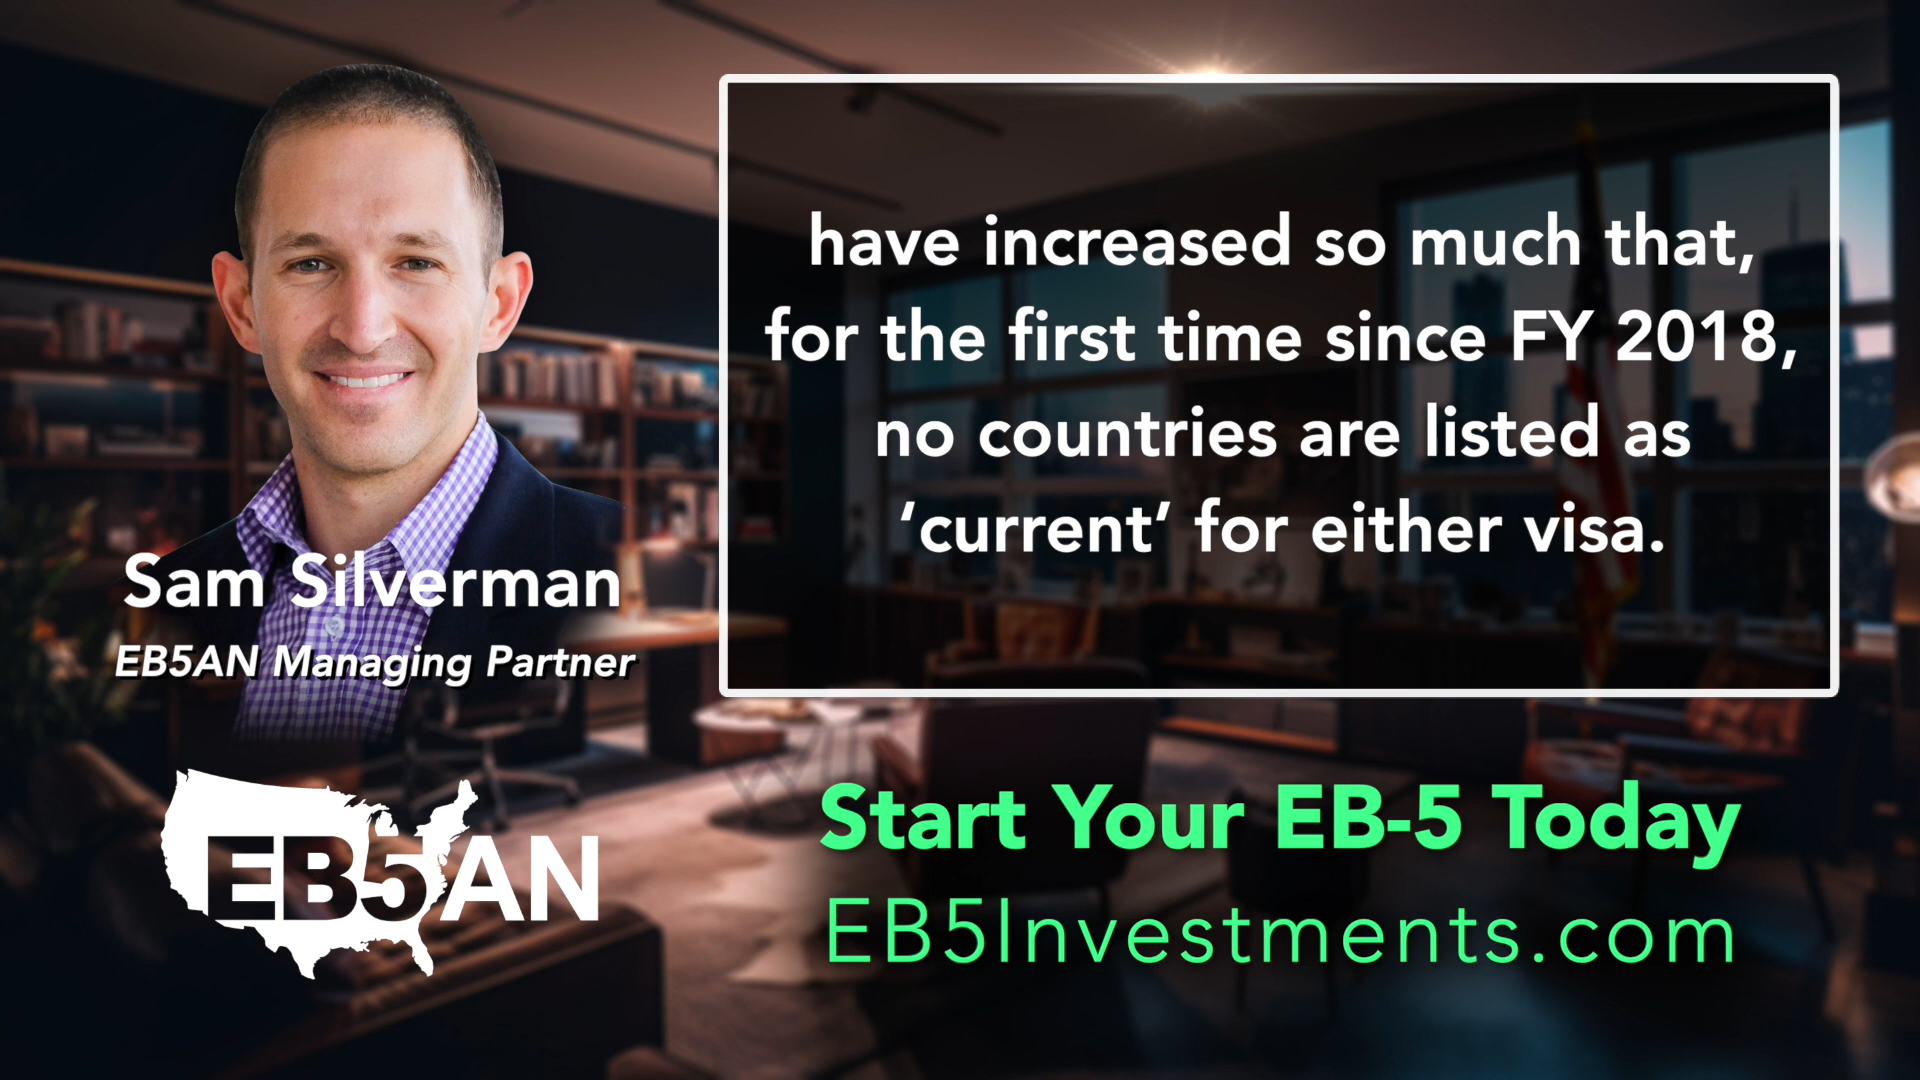 have increased so much that,
for the first time since FY 2018,
no countries are listed as
‘current’ for either visa.
Sam Silverman
EB5AN Managing Partner
EB5AN
Start Your EB-5 Today
EB5Investments.com